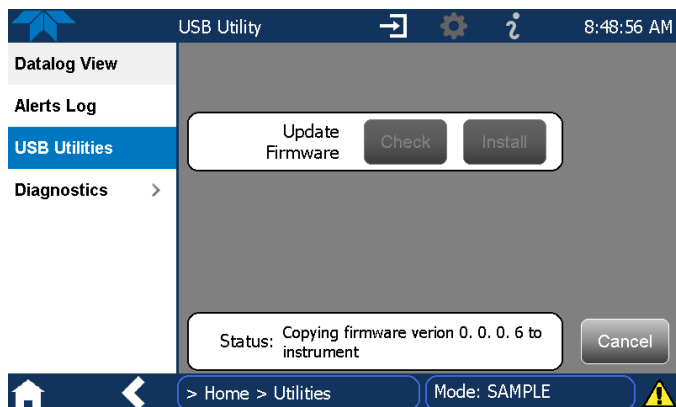 USB Utility
8:48:56 AM
Datalog View
Alerts Log
USB Utilities
Diagnostics >
Update
Firmware
Check
Install
Status: Copying firmware verion 0. 0. 0. 6 to
instrument
Cancel
> Home > Utilities
Mode: SAMPLE